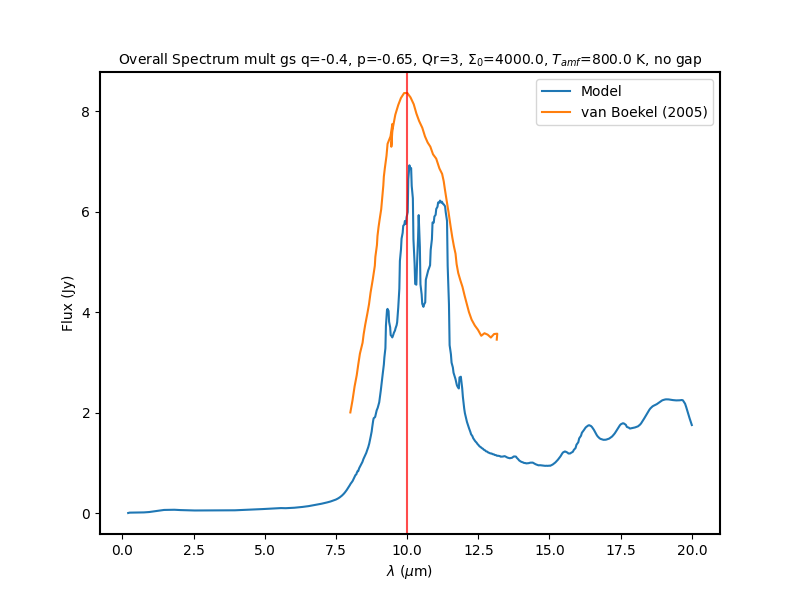 Overall Spectrum mult gs q=-0.4, p=-0.65, Qr=3, Σ₀=4000.0, T_amf=800.0 K, no gap
Model
van Boekel (2005)
8
6
4
2
0
Flux (Jy)
0.0 2.5 5.0 7.5 10.0 12.5 15.0 17.5 20.0
λ (μm)